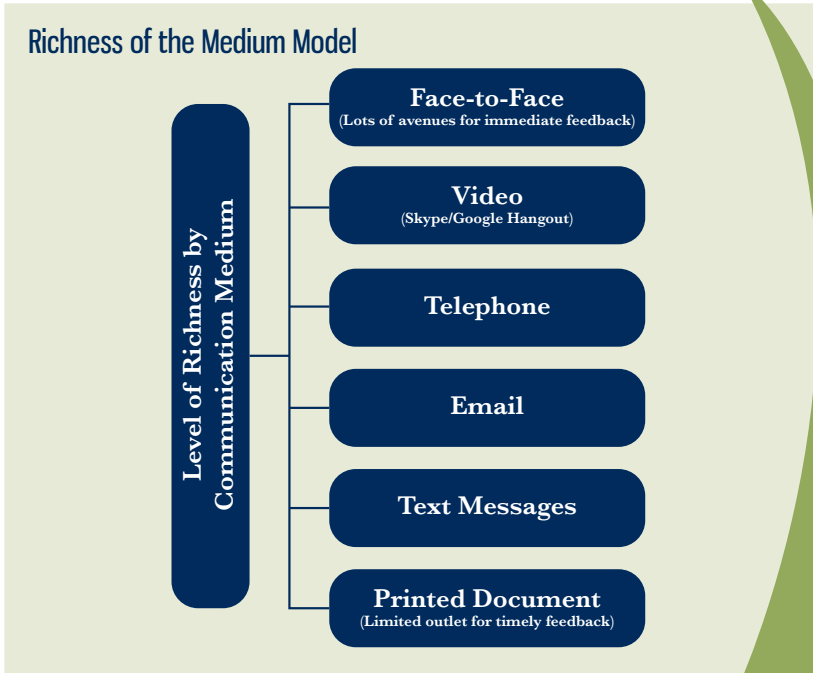 Richness of the Medium Model
Level of Richness by
Communication Medium
Face-to-Face
(Lots of avenues for immediate feedback)
Video
(Skype/Google Hangout)
Telephone
Email
Text Messages
Printed Document
(Limited outlet for timely feedback)